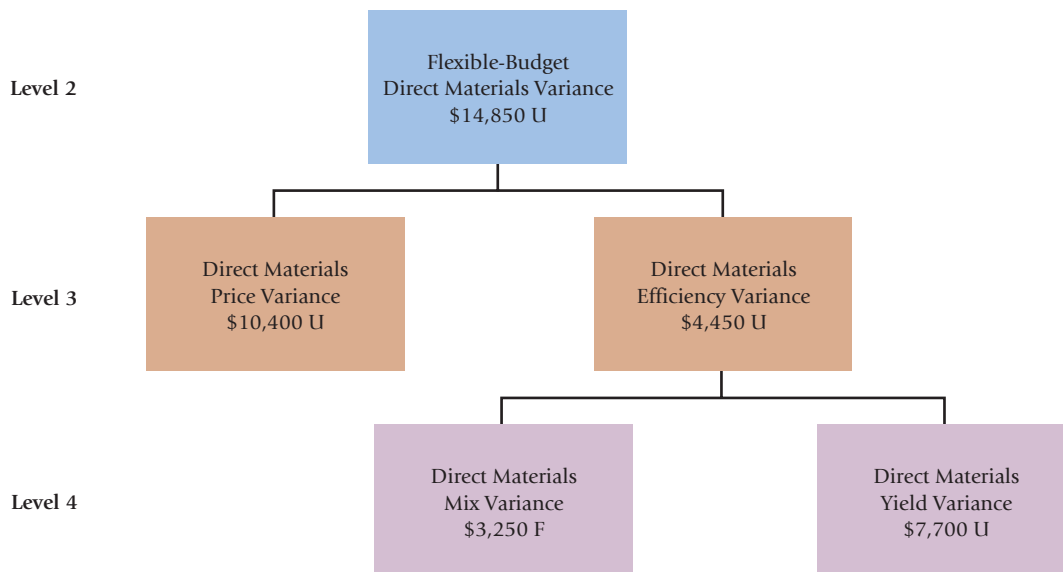 Level 2
Flexible-Budget
Direct Materials Variance
$14,850 U
Level 3
Direct Materials
Price Variance
$10,400 U
Direct Materials
Efficiency Variance
$4,450 U
Level 4
Direct Materials
Mix Variance
$3,250 F
Direct Materials
Yield Variance
$7,700 U